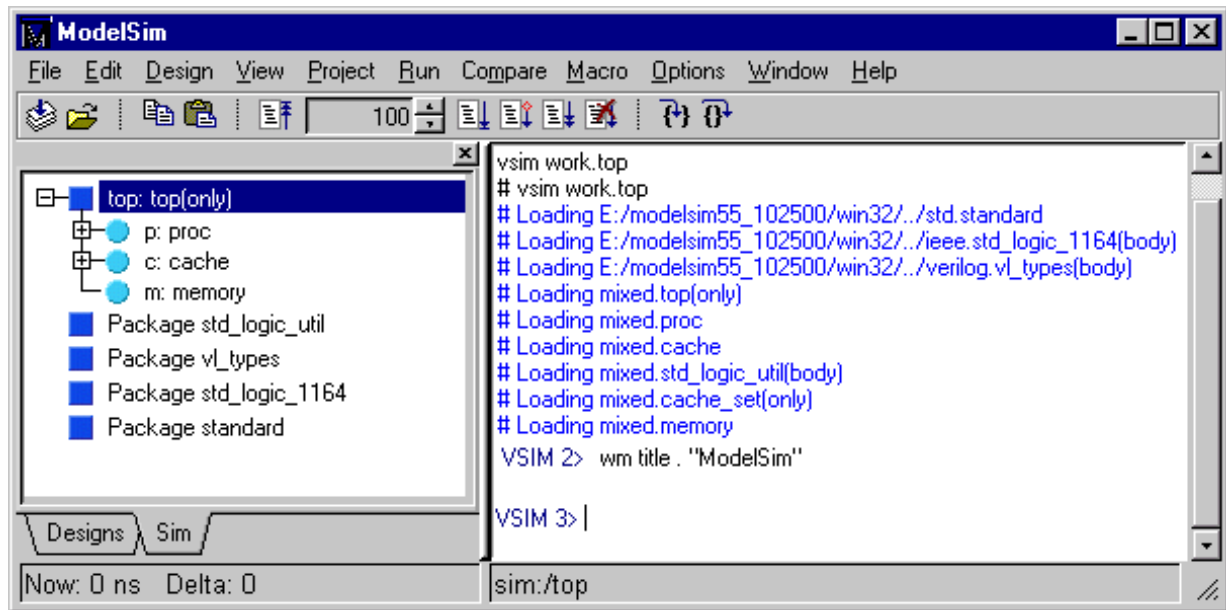 ModelSim
File Edit Design View Project Run Compare Macro Options Window Help
100
top: top(only)
p: proc
c: cache
m: memory
Package std_logic_util
Package vl_types
Package std_logic_1164
Package standard
Designs Sim
vsim work.top
# vsim work.top
# Loading E:/modelsim55_102500/win32/../std.standard
# Loading E:/modelsim55_102500/win32/../ieee.std_logic_1164(body)
# Loading E:/modelsim55_102500/win32/../verilog.vl_types(body)
# Loading mixed.top(only)
# Loading mixed.proc
# Loading mixed.cache
# Loading mixed.std_logic_util(body)
# Loading mixed.cache_set(only)
# Loading mixed.memory
VSIM 2> wm title . "ModelSim"
VSIM 3>
Now: 0 ns Delta: 0
sim:/top